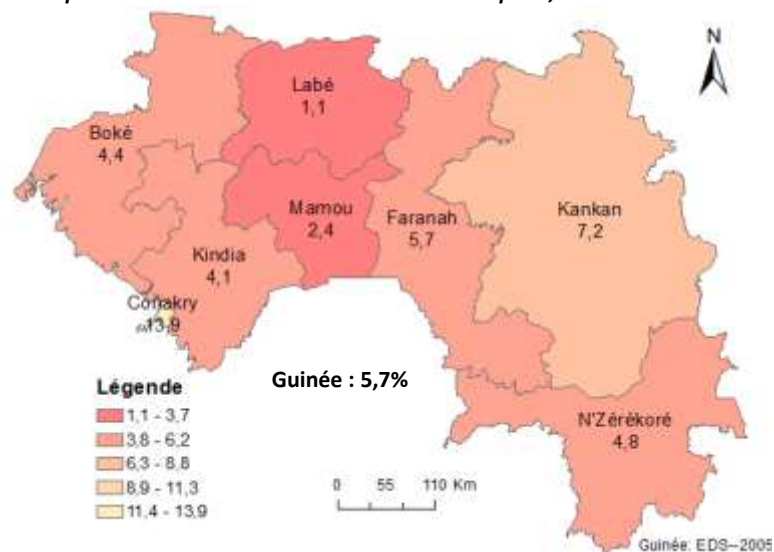 N
Labé
1,1
Boké
4,4
Mamou
2,4
Faranah
5,7
Kankan
7,2
Kindia
4,1
Conakry
13,9
Guinée : 5,7%
Légende
1,1 - 3,7
3,8 - 6,2
6,3 - 8,8
8,9 - 11,3
11,4 - 13,9
N'Zérékoré
4,8
0 55 110 Km
Guinée: EDS--2005